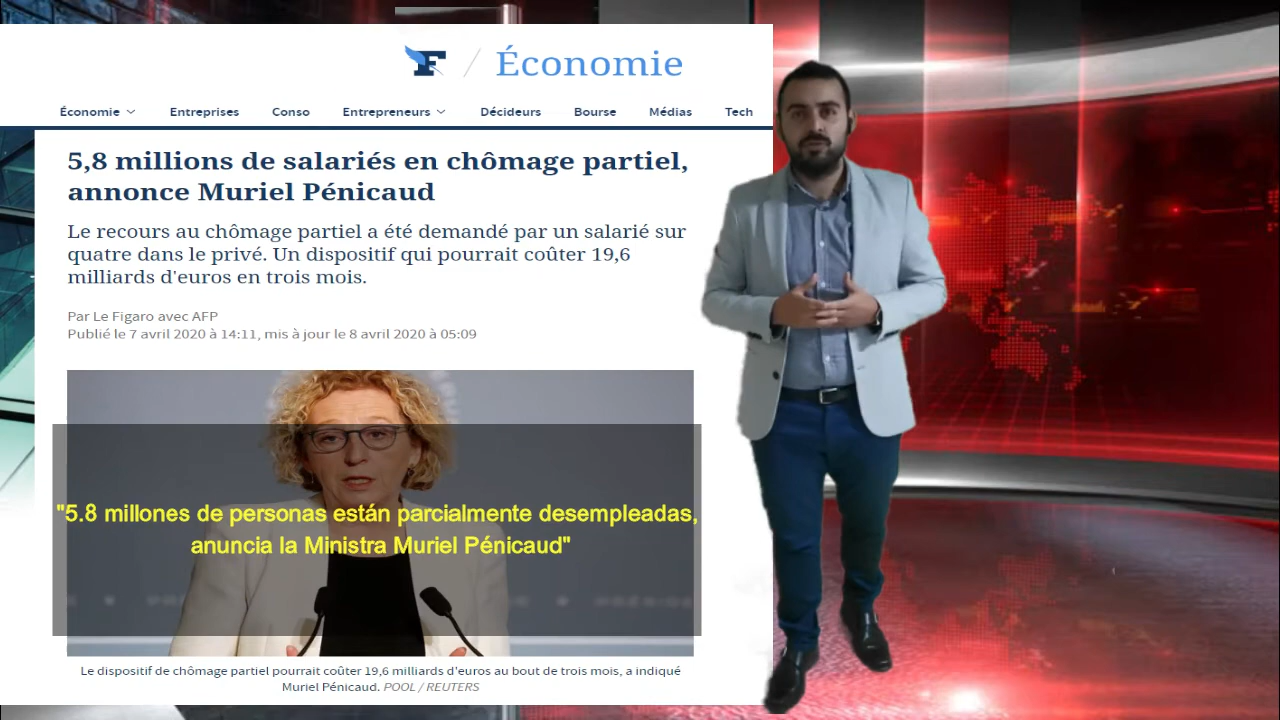 F / Économie
Économie Entreprises Conso Entrepreneurs Décideurs Bourse Médias Tech
5,8 millions de salariés en chômage partiel,
annonce Muriel Pénicaud
Le recours au chômage partiel a été demandé par un salarié sur
quatre dans le privé. Un dispositif qui pourrait coûter 19,6
milliards d'euros en trois mois.
Par Le Figaro avec AFP
Publié le 7 avril 2020 à 14:11, mis à jour le 8 avril 2020 à 05:09
"5.8 millones de personas están parcialmente desempleadas,
anuncia la Ministra Muriel Pénicaud"
Le dispositif de chômage partiel pourrait coûter 19,6 milliards d'euros au bout de trois mois, a indiqué
Muriel Pénicaud. POOL / REUTERS